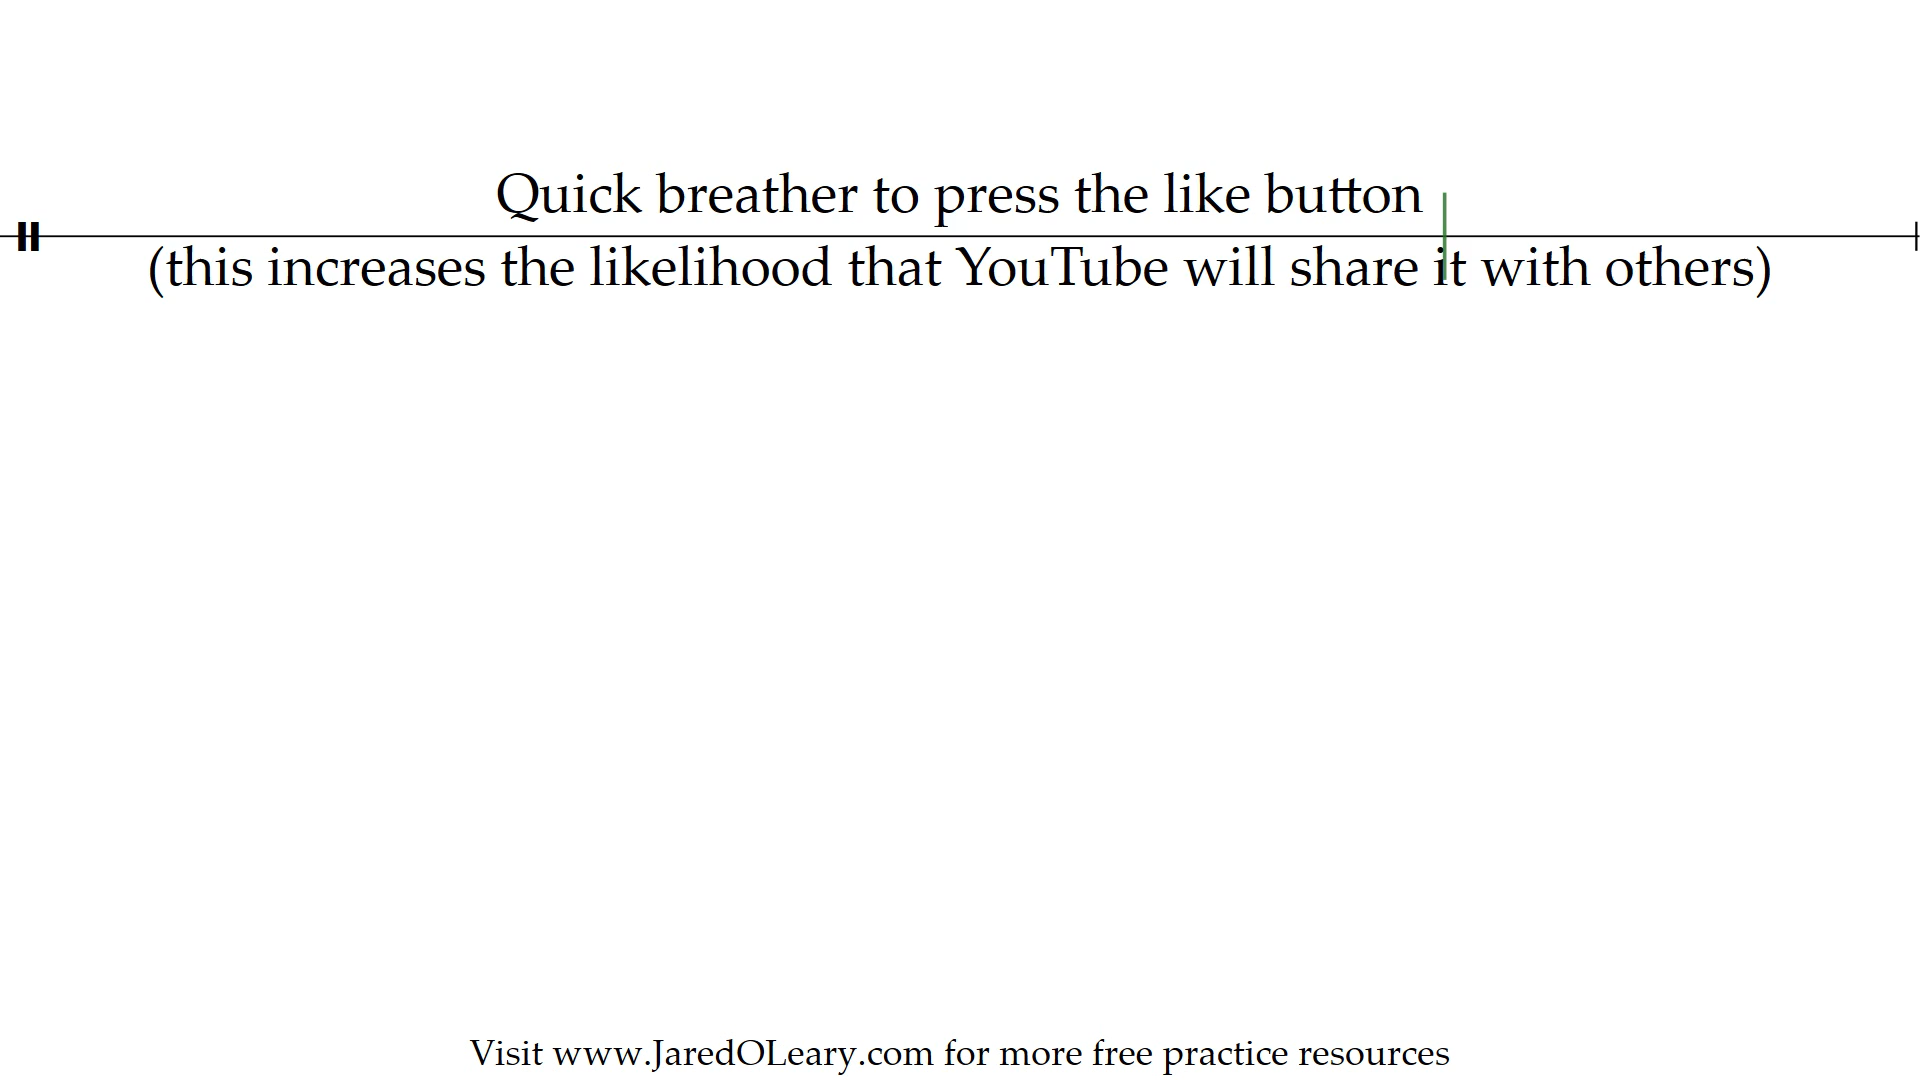 Quick breather to press the like button
(this increases the likelihood that YouTube will share it with others)
Visit www.JaredOLeary.com for more free practice resources